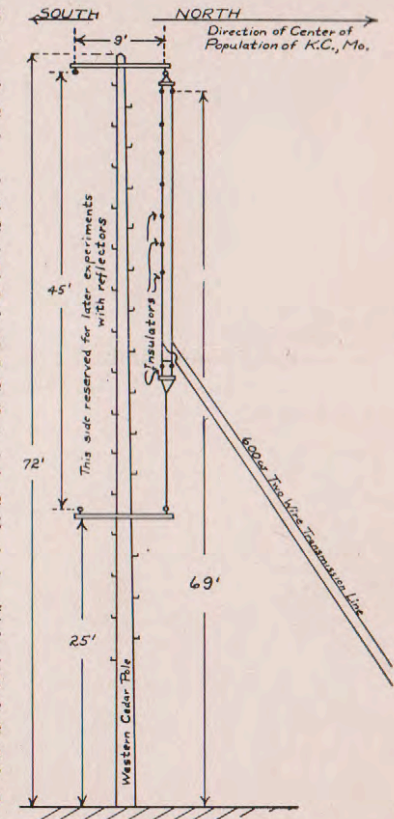 SOUTH
NORTH
Direction of Center of
Population of K.C., Mo.
9'
45'
This side reserved for later experiments
with reflectors
Insulators
72'
600ω Two Wire Transmission Line
69'
25'
Western Cedar Pole